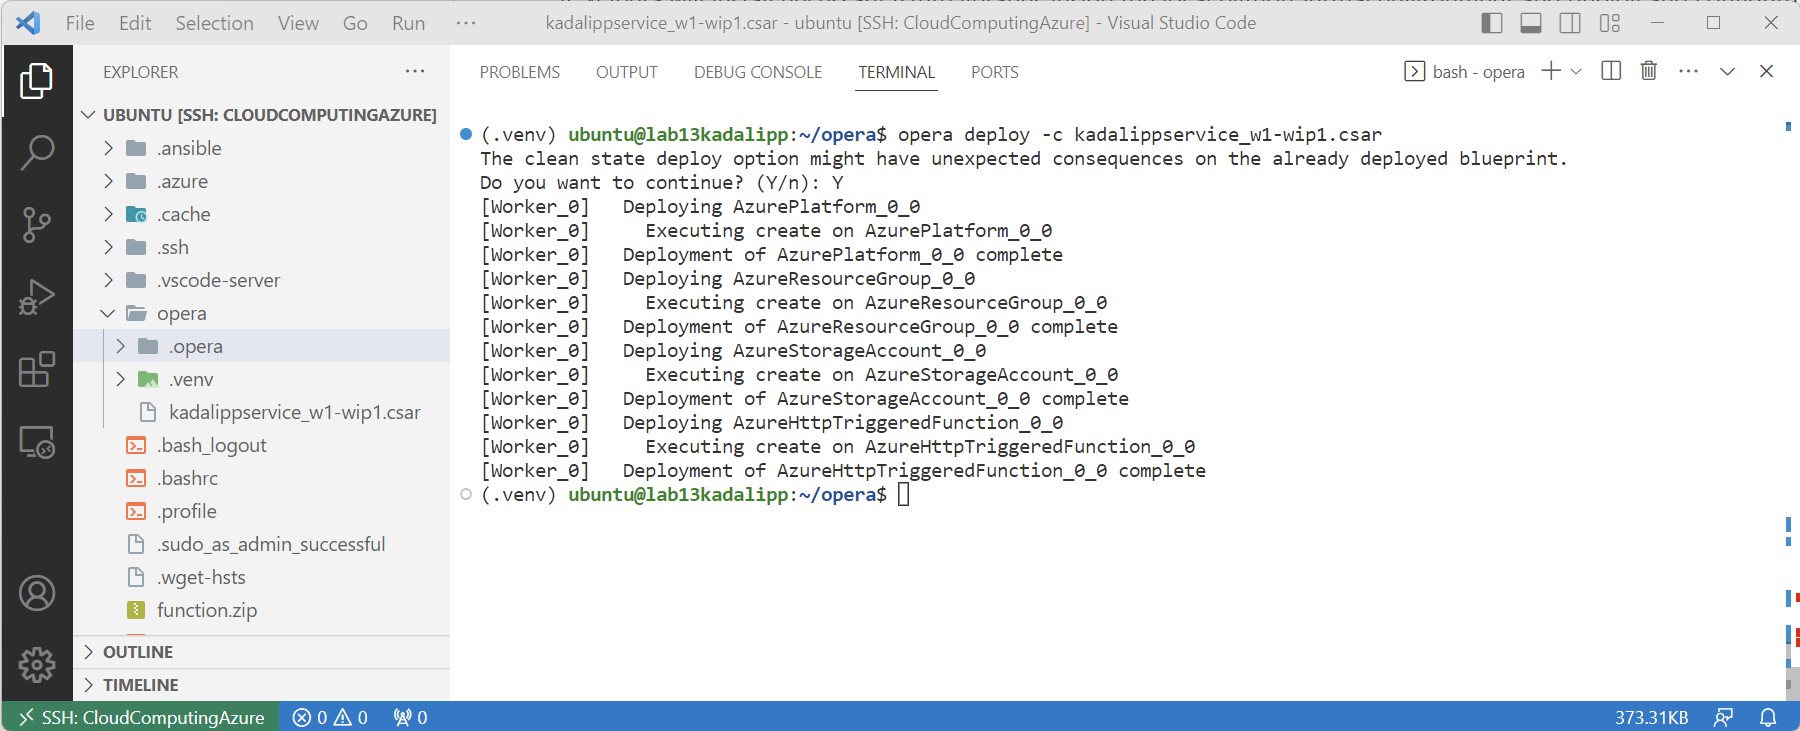 File Edit Selection View Go Run ··· kadalippservice_w1-wip1.csar - ubuntu [SSH: CloudComputingAzure] - Visual Studio Code
EXPLORER ···
UBUNTU [SSH: CLOUDCOMPUTINGAZURE]
.ansible
.azure
.cache
.ssh
.vscode-server
opera
.opera
.venv
kadalippservice_w1-wip1.csar
.bash_logout
.bashrc
.profile
.sudo_as_admin_successful
.wget-hsts
function.zip
OUTLINE
TIMELINE
PROBLEMS OUTPUT DEBUG CONSOLE TERMINAL PORTS bash - opera ···
(.venv) ubuntu@lab13kadalipp:~/opera$ opera deploy -c kadalippservice_w1-wip1.csar
The clean state deploy option might have unexpected consequences on the already deployed blueprint.
Do you want to continue? (Y/n): Y
[Worker_0]   Deploying AzurePlatform_0_0
[Worker_0]     Executing create on AzurePlatform_0_0
[Worker_0]   Deployment of AzurePlatform_0_0 complete
[Worker_0]   Deploying AzureResourceGroup_0_0
[Worker_0]     Executing create on AzureResourceGroup_0_0
[Worker_0]   Deployment of AzureResourceGroup_0_0 complete
[Worker_0]   Deploying AzureStorageAccount_0_0
[Worker_0]     Executing create on AzureStorageAccount_0_0
[Worker_0]   Deployment of AzureStorageAccount_0_0 complete
[Worker_0]   Deploying AzureHttpTriggeredFunction_0_0
[Worker_0]     Executing create on AzureHttpTriggeredFunction_0_0
[Worker_0]   Deployment of AzureHttpTriggeredFunction_0_0 complete
(.venv) ubuntu@lab13kadalipp:~/opera$
SSH: CloudComputingAzure 0 0 0 373.31KB